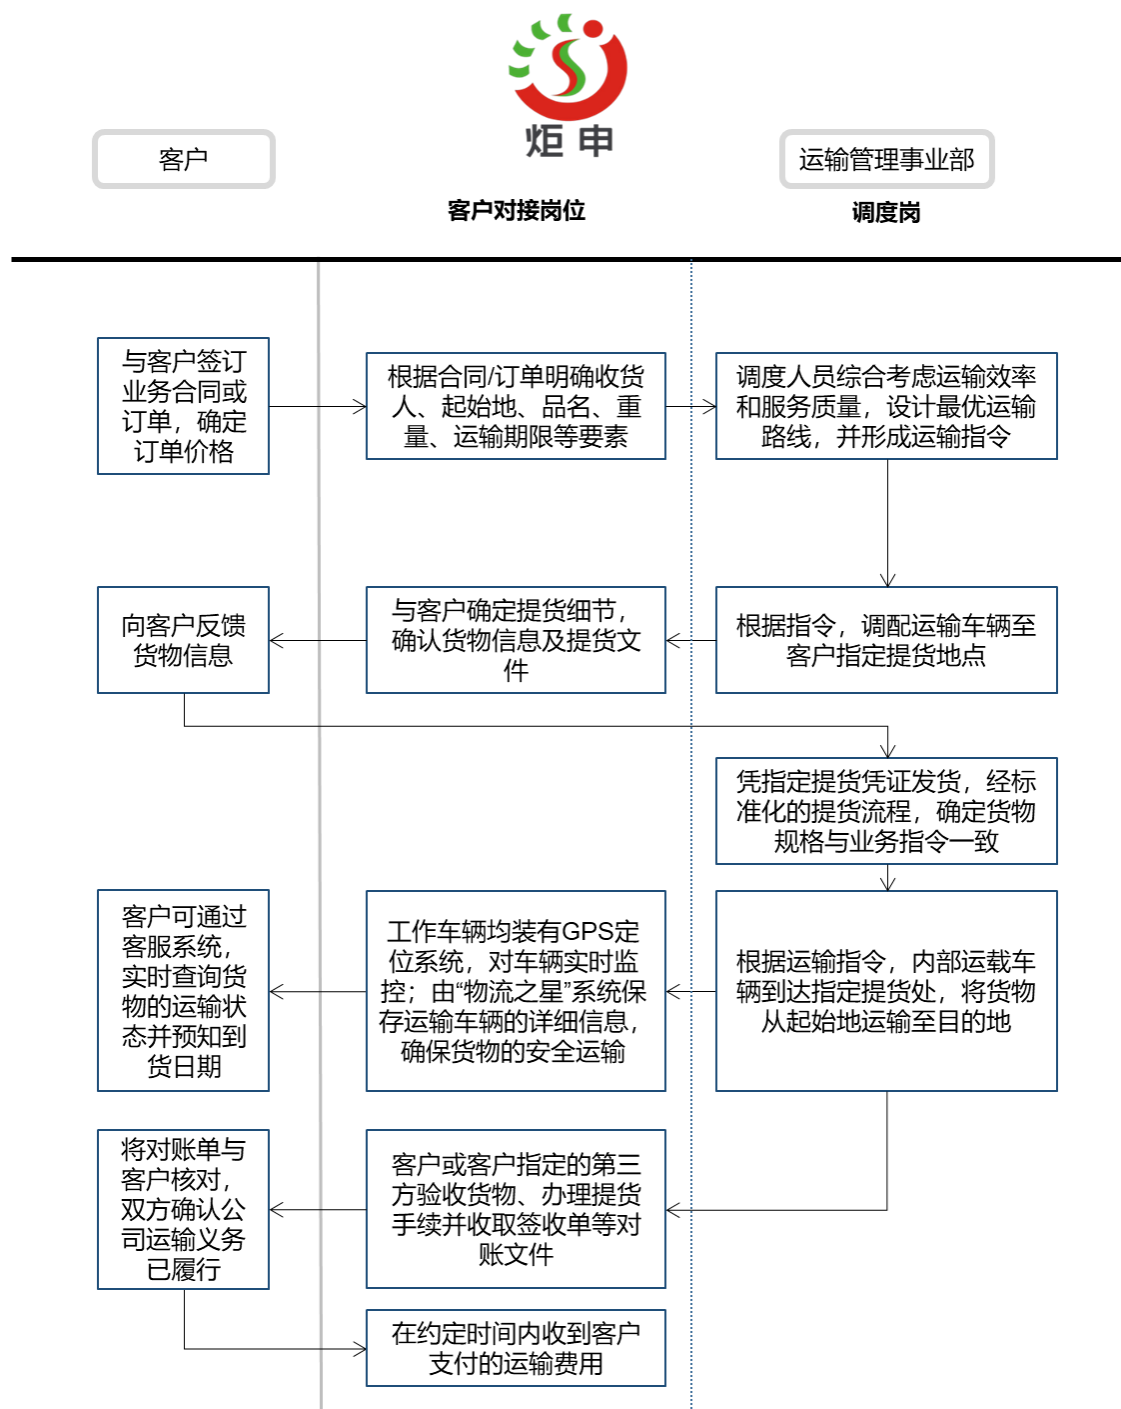 炬申
客户
运输管理事业部
客户对接岗位
调度岗
与客户签订
业务合同或
订单，确定
订单价格
根据合同/订单明确收货
人、起始地、品名、重
量、运输期限等要素
调度人员综合考虑运输效率
和服务质量，设计最优运输
路线，并形成运输指令
向客户反馈
货物信息
与客户确定提货细节，
确认货物信息及提货文
件
根据指令，调配运输车辆至
客户指定提货地点
凭指定提货凭证发货，经标
准化的提货流程，确定货物
规格与业务指令一致
客户可通过
客服系统，
实时查询货
物的运输状
态并预知到
货日期
工作车辆均装有GPS定
位系统，对车辆实时监
控；由“物流之星”系统保
存运输车辆的详细信息，
确保货物的安全运输
根据运输指令，内部运载车
辆到达指定提货处，将货物
从起始地运输至目的地
将对账单与
客户核对，
双方确认公
司运输义务
已履行
客户或客户指定的第三
方验收货物、办理提货
手续并收取签收单等对
账文件
在约定时间内收到客户
支付的运输费用